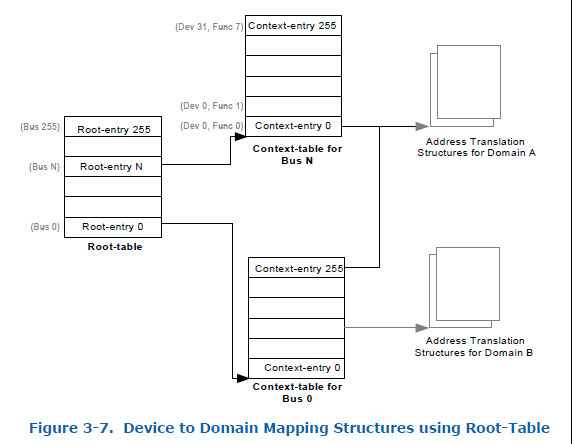 (Dev 31, Func 7)
Context-entry 255
(Dev 0, Func 1)
(Dev 0, Func 0)
Context-entry 0
Context-table for
Bus N
Address Translation
Structures for Domain A
(Bus 255)
Root-entry 255
(Bus N)
Root-entry N
(Bus 0)
Root-entry 0
Root-table
Context-entry 255
Context-entry 0
Context-table for
Bus 0
Address Translation
Structures for Domain B
Figure 3-7. Device to Domain Mapping Structures using Root-Table